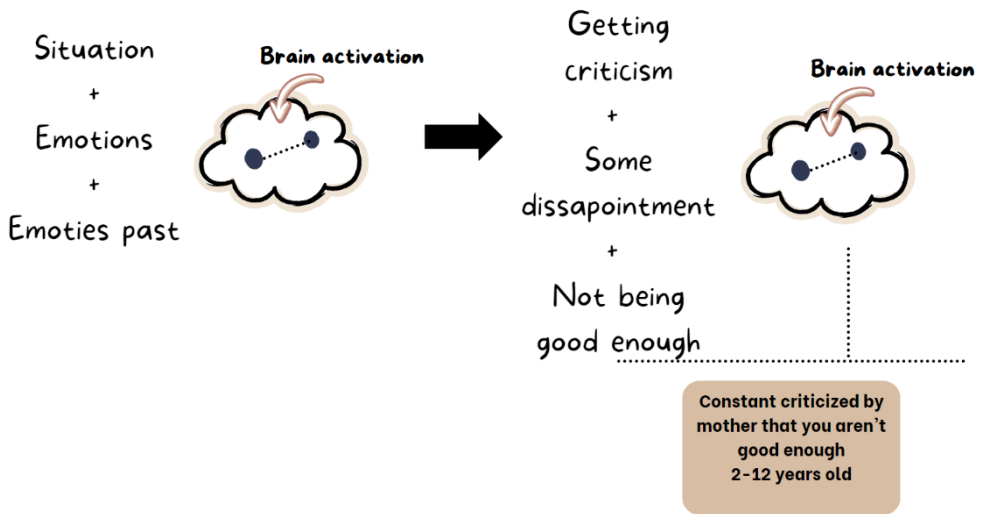 Situation
+
Emotions
+
Emoties past
Brain activation
Getting
criticism
+
Some
dissapointment
+
Not being
good enough
Brain activation
Constant criticized by
mother that you aren't
good enough
2-12 years old